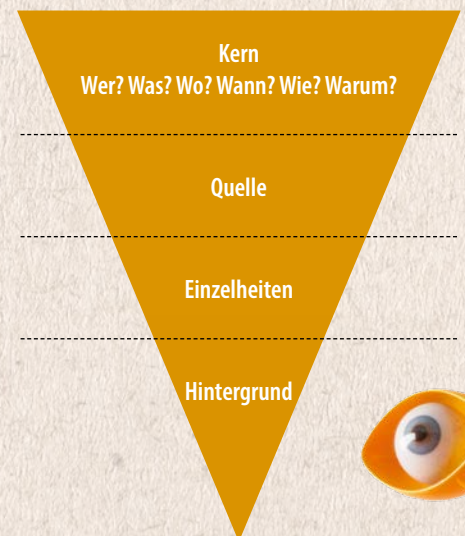 Kern
Wer? Was? Wo? Wann? Wie? Warum?
Quelle
Einzelheiten
Hintergrund